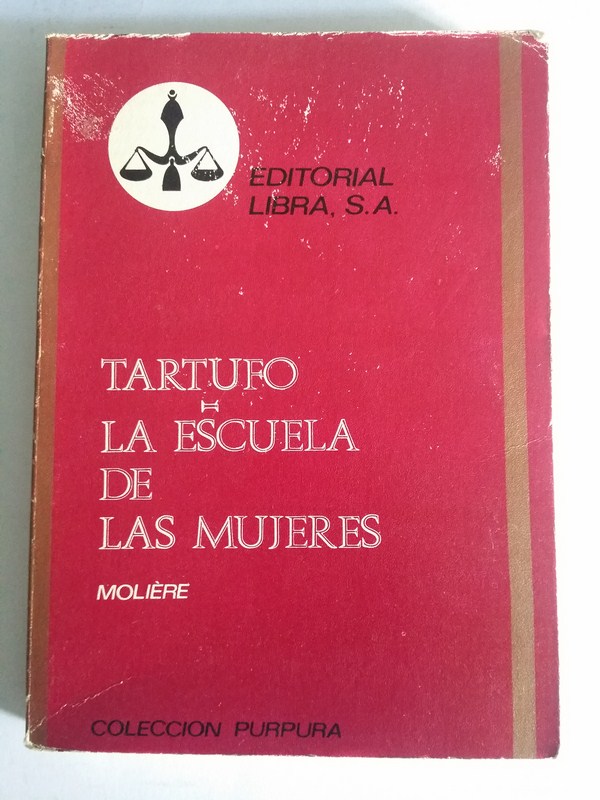 EDITORIAL
LIBRA, S.A.
TARTUFO
LA ESCUELA
DE
LAS MUJERES
MOLIÈRE
COLECCION PURPURA